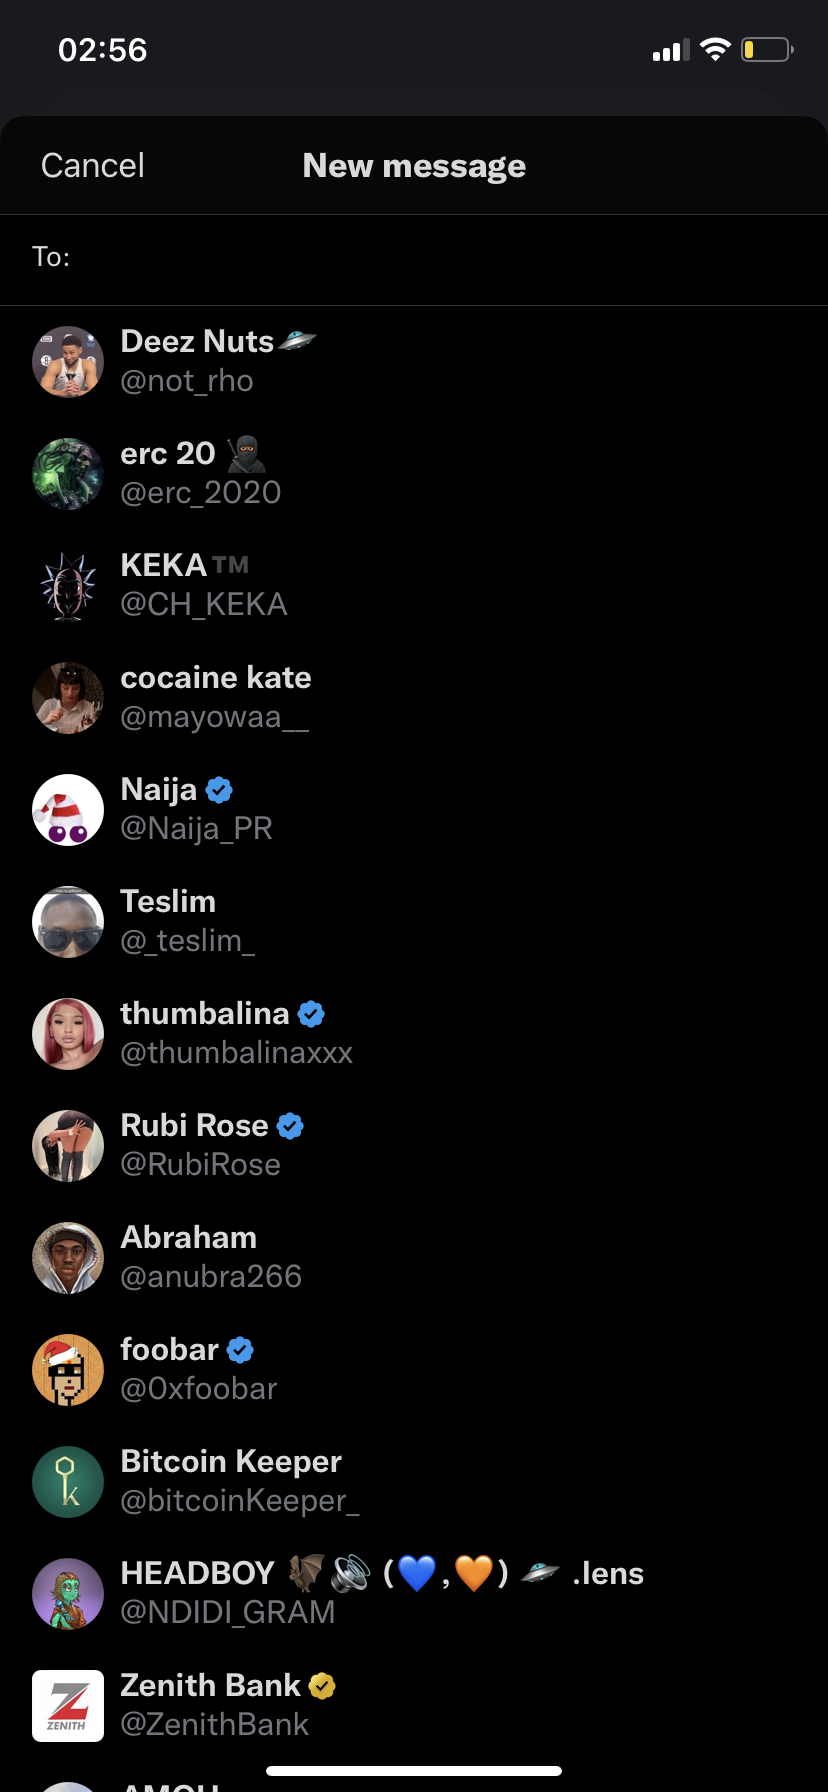 02:56
Cancel
New message
To:
Deez Nuts🛸
@not_rho
erc 20 🥷🏿
@erc_2020
KEKA™️
@CH_KEKA
cocaine kate
@mayowaa__
Naija
@Naija_PR
Teslim
@_teslim_
thumbalina
@thumbalinaxxx
Rubi Rose
@RubiRose
Abraham
@anubra266
foobar
@0xfoobar
Bitcoin Keeper
k
@bitcoinKeeper_
HEADBOY 🦇🔊 (💙,🧡) 🛸 .lens
@NDIDI_GRAM
Zenith Bank
ZENITH
@ZenithBank